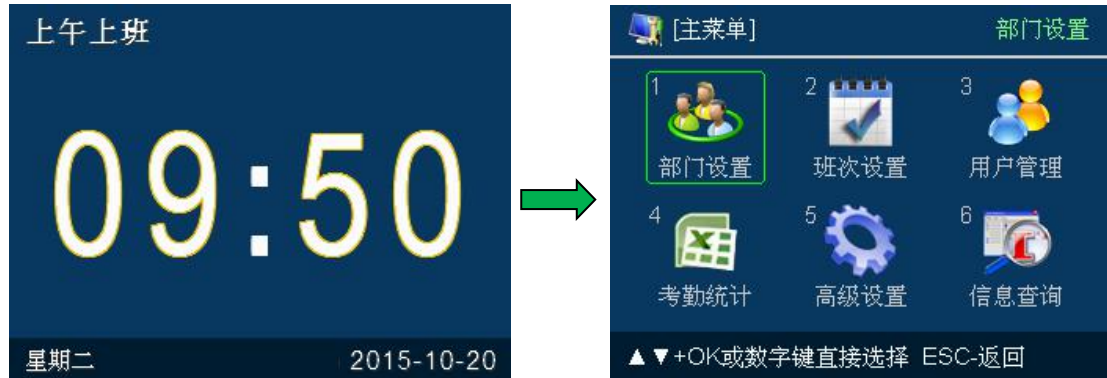 上午上班
09:50
星期二 2015-10-20
[主菜单] 部门设置
1 2 3
部门设置 班次设置 用户管理
4 5 6
考勤统计 高级设置 信息查询
▲▼+OK或数字键直接选择 ESC-返回